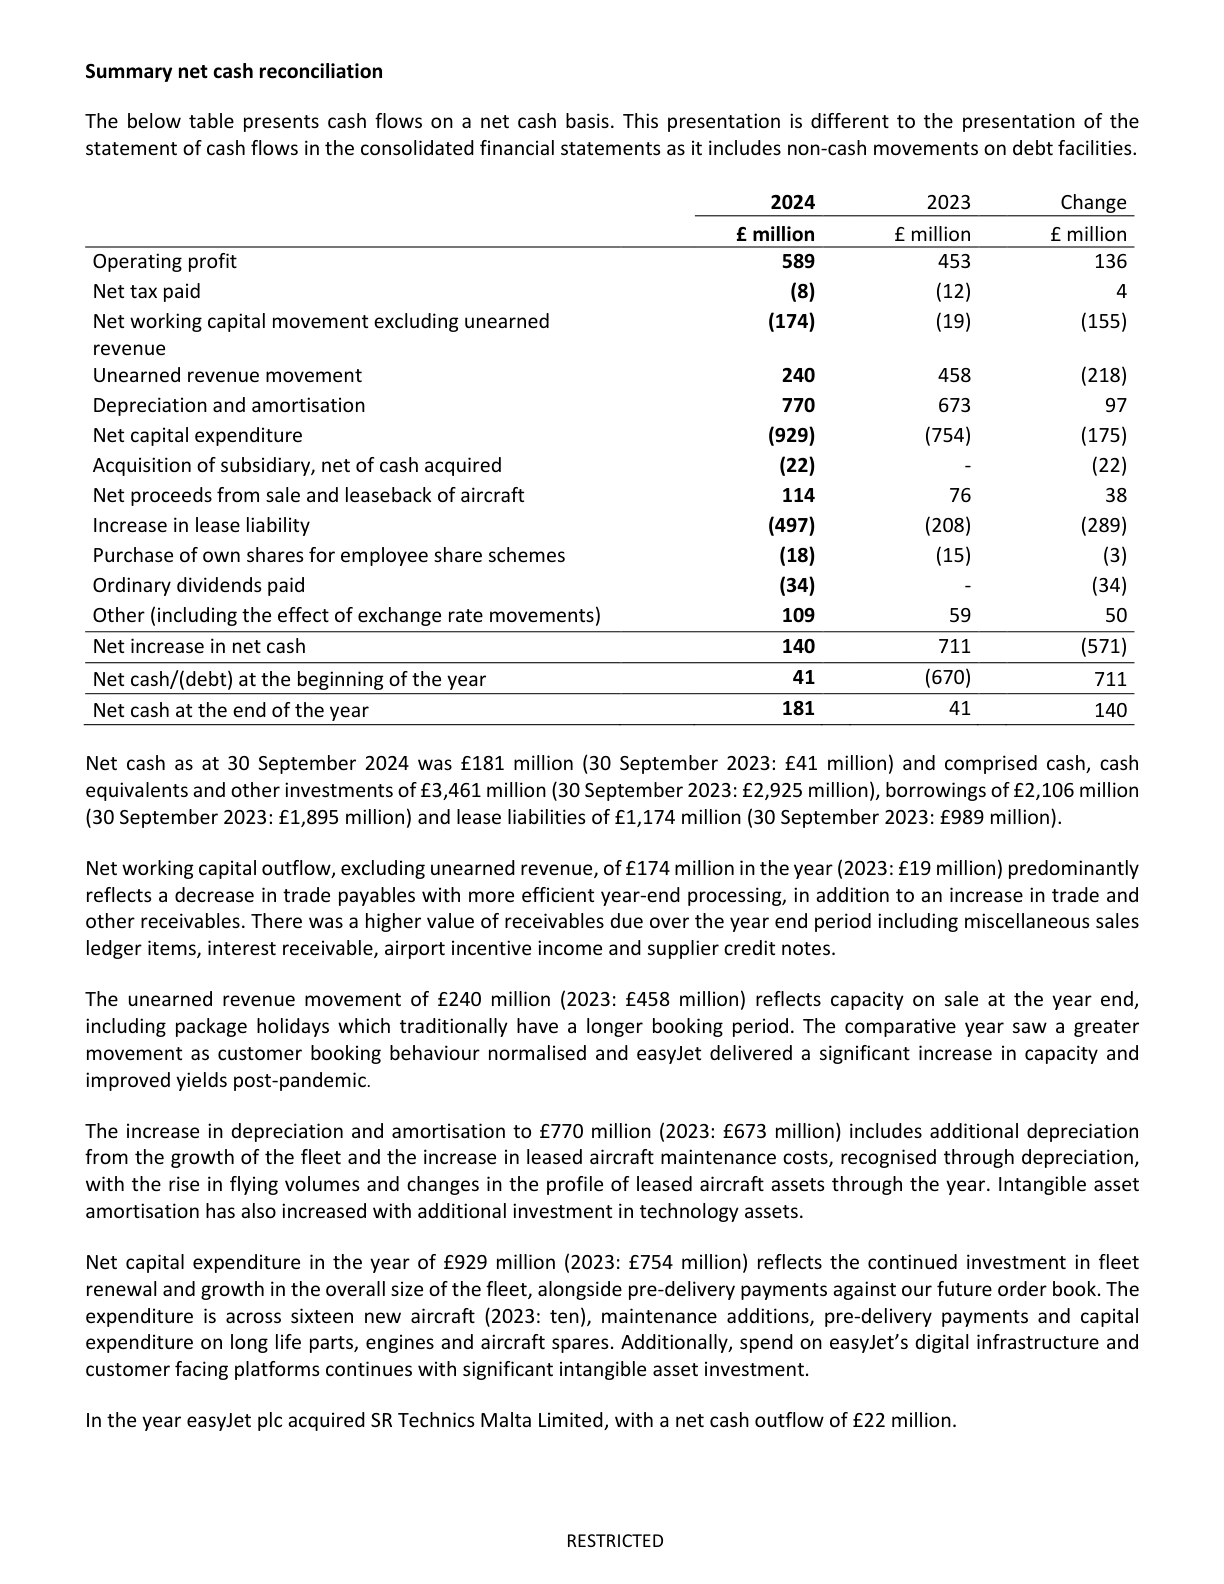 Summary net cash reconciliation
The below table presents cash flows on a net cash basis. This presentation is different to the presentation of the
statement of cash flows in the consolidated financial statements as it includes non-cash movements on debt facilities.
2024 2023 Change
£ million £ million £ million
Operating profit 589 453 136
Net tax paid (8) (12) 4
Net working capital movement excluding unearned (174) (19) (155)
revenue
Unearned revenue movement 240 458 (218)
Depreciation and amortisation 770 673 97
Net capital expenditure (929) (754) (175)
Acquisition of subsidiary, net of cash acquired (22) - (22)
Net proceeds from sale and leaseback of aircraft 114 76 38
Increase in lease liability (497) (208) (289)
Purchase of own shares for employee share schemes (18) (15) (3)
Ordinary dividends paid (34) - (34)
Other (including the effect of exchange rate movements) 109 59 50
Net increase in net cash 140 711 (571)
Net cash/(debt) at the beginning of the year 41 (670) 711
Net cash at the end of the year 181 41 140
Net cash as at 30 September 2024 was £181 million (30 September 2023: £41 million) and comprised cash, cash
equivalents and other investments of £3,461 million (30 September 2023: £2,925 million), borrowings of £2,106 million
(30 September 2023: £1,895 million) and lease liabilities of £1,174 million (30 September 2023: £989 million).
Net working capital outflow, excluding unearned revenue, of £174 million in the year (2023: £19 million) predominantly
reflects a decrease in trade payables with more efficient year-end processing, in addition to an increase in trade and
other receivables. There was a higher value of receivables due over the year end period including miscellaneous sales
ledger items, interest receivable, airport incentive income and supplier credit notes.
The unearned revenue movement of £240 million (2023: £458 million) reflects capacity on sale at the year end,
including package holidays which traditionally have a longer booking period. The comparative year saw a greater
movement as customer booking behaviour normalised and easyJet delivered a significant increase in capacity and
improved yields post-pandemic.
The increase in depreciation and amortisation to £770 million (2023: £673 million) includes additional depreciation
from the growth of the fleet and the increase in leased aircraft maintenance costs, recognised through depreciation,
with the rise in flying volumes and changes in the profile of leased aircraft assets through the year. Intangible asset
amortisation has also increased with additional investment in technology assets.
Net capital expenditure in the year of £929 million (2023: £754 million) reflects the continued investment in fleet
renewal and growth in the overall size of the fleet, alongside pre-delivery payments against our future order book. The
expenditure is across sixteen new aircraft (2023: ten), maintenance additions, pre-delivery payments and capital
expenditure on long life parts, engines and aircraft spares. Additionally, spend on easyJet’s digital infrastructure and
customer facing platforms continues with significant intangible asset investment.
In the year easyJet plc acquired SR Technics Malta Limited, with a net cash outflow of £22 million.
RESTRICTED